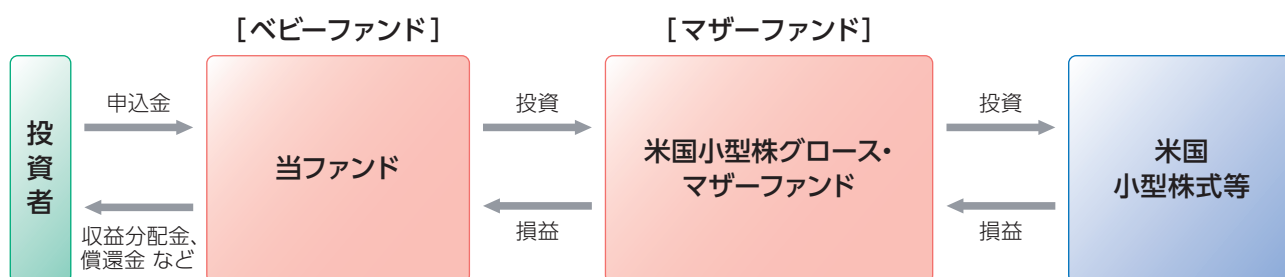 [ベビーファンド]
[マザーファンド]
投資者
申込金
収益分配金、
償還金 など
当ファンド
投資
損益
米国小型株グロース・
マザーファンド
投資
損益
米国
小型株式等